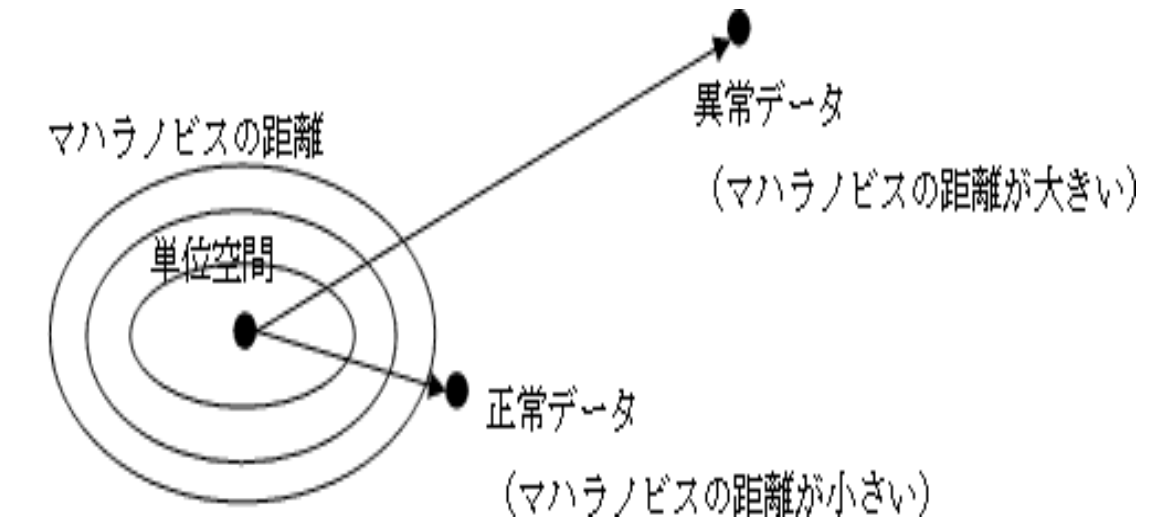 異常データ
マハラノビスの距離
（マハラノビスの距離が大きい）
単位空間
正常データ
（マハラノビスの距離が小さい）